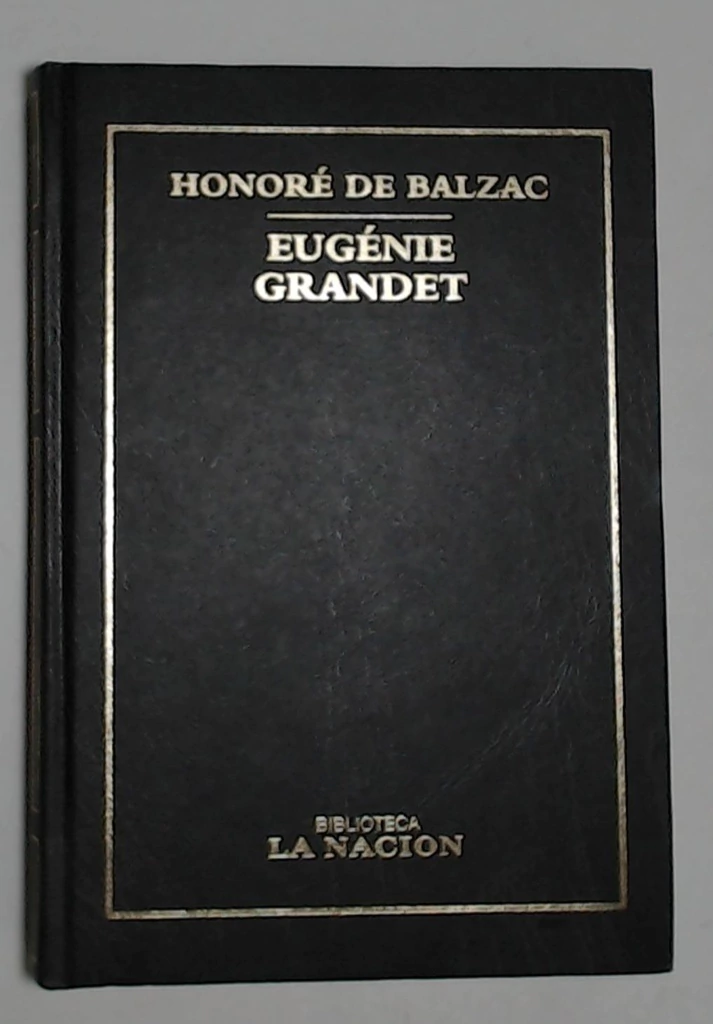 HONORÉ DE BALZAC
EUGÉNIE
GRANDET
BIBLIOTECA
LA NACION